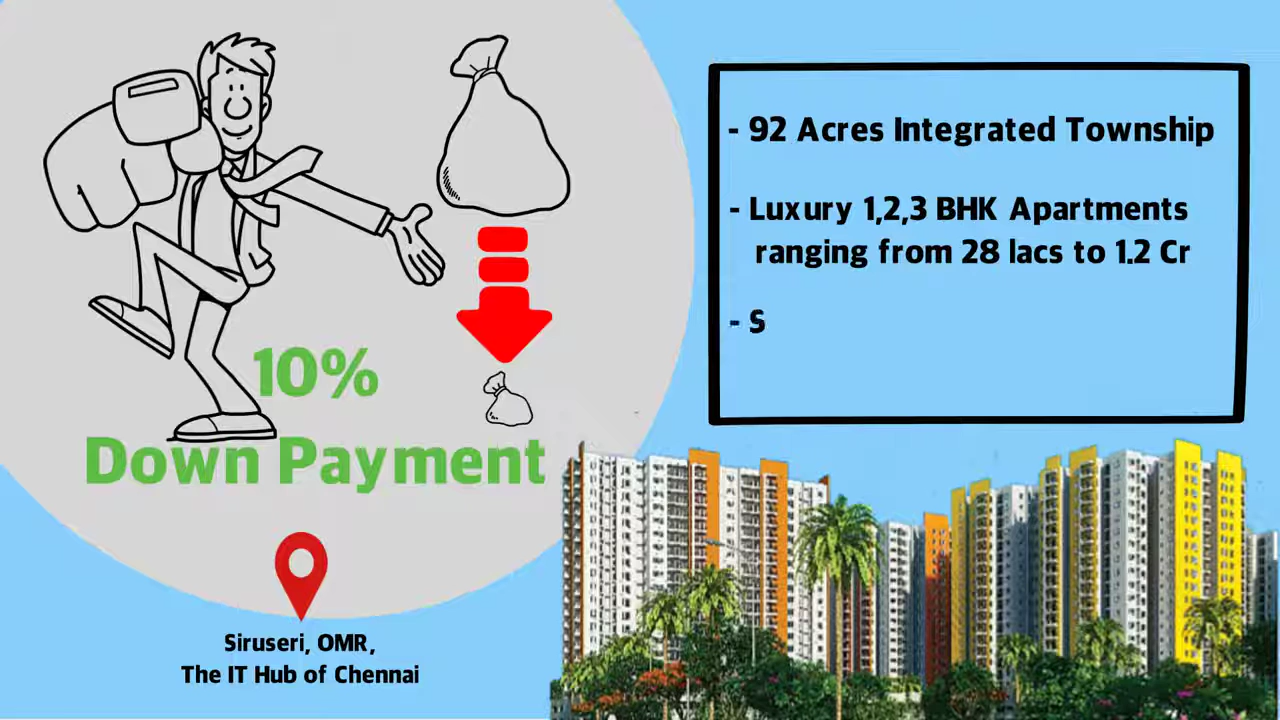 - 92 Acres Integrated Township
- Luxury 1,2,3 BHK Apartments
ranging from 28 lacs to 1.2 Cr
- S
10%
Down Payment
Siruseri, OMR,
The IT Hub of Chennai